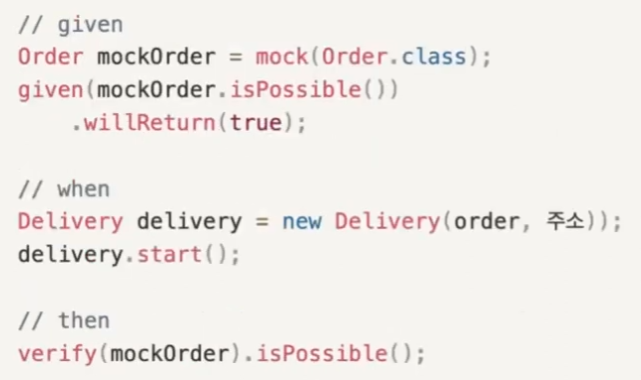 // given
Order mockOrder = mock(Order.class);
given(mockOrder.isPossible())
.willReturn(true);
// when
Delivery delivery = new Delivery(order, 주소));
delivery.start();
// then
verify(mockOrder).isPossible();